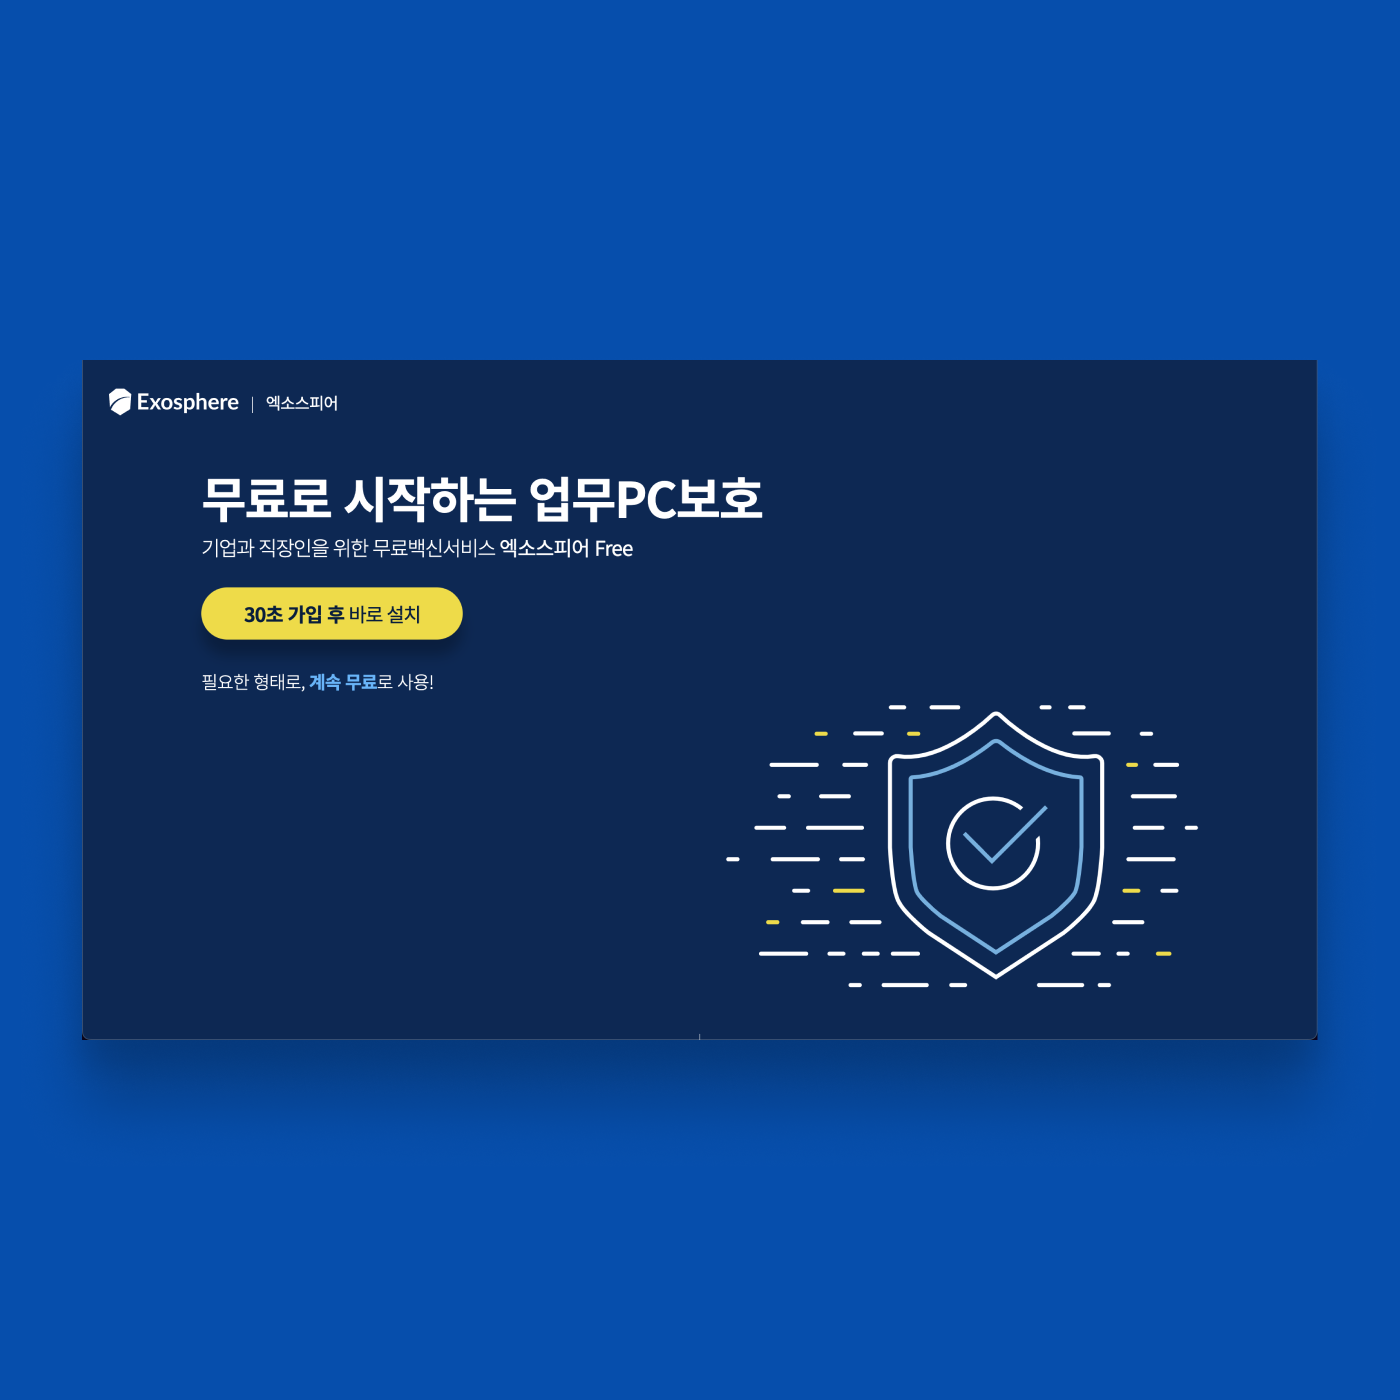 Exosphere | 엑소스피어
무료로 시작하는 업무PC보호
기업과 직장인을 위한 무료백신서비스 엑소스피어 Free
30초 가입 후 바로 설치
필요한 형태로, 계속 무료로 사용!